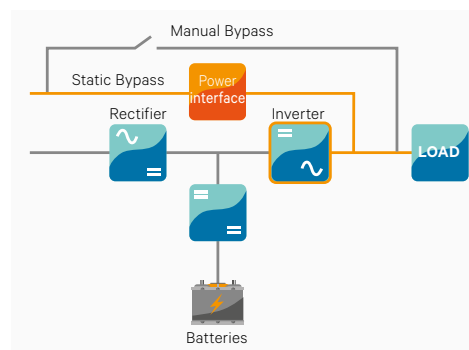 Manual Bypass
Static Bypass
Power
interface
Rectifier
Inverter
LOAD
Batteries